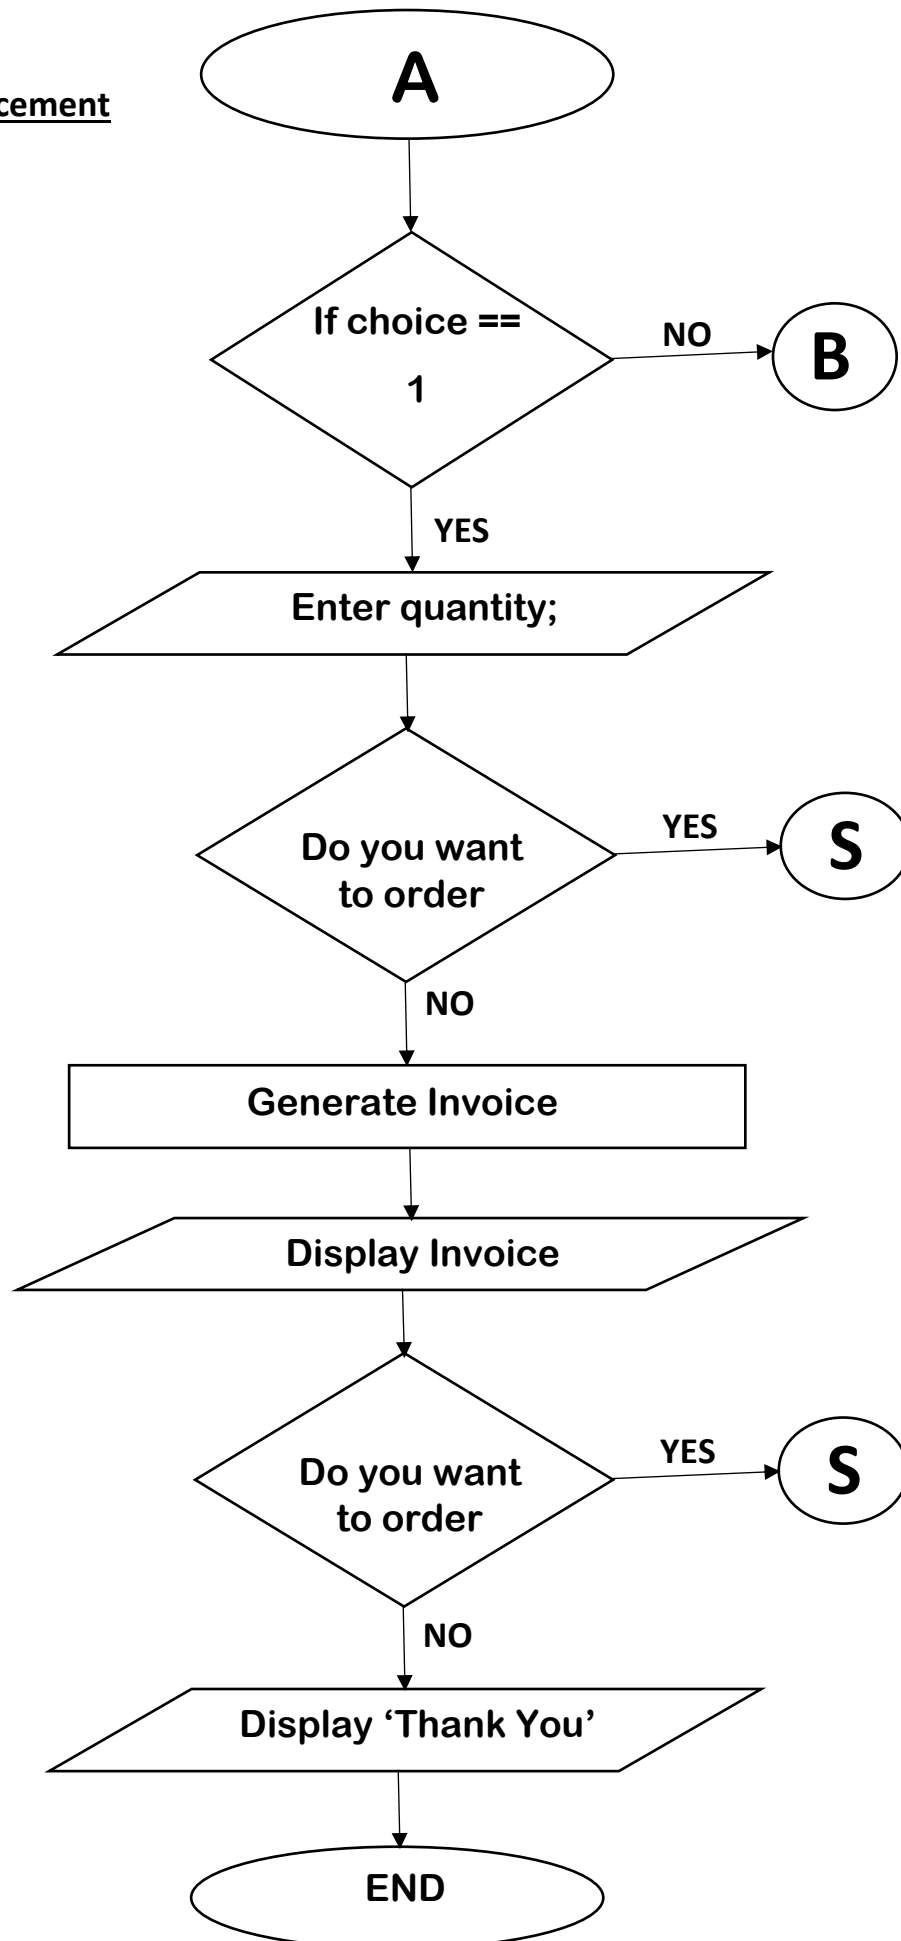 A
cement
If choice ==
1
NO
B
YES
Enter quantity;
Do you want
to order
YES
S
NO
Generate Invoice
Display Invoice
Do you want
to order
YES
S
NO
Display ‘Thank You’
END